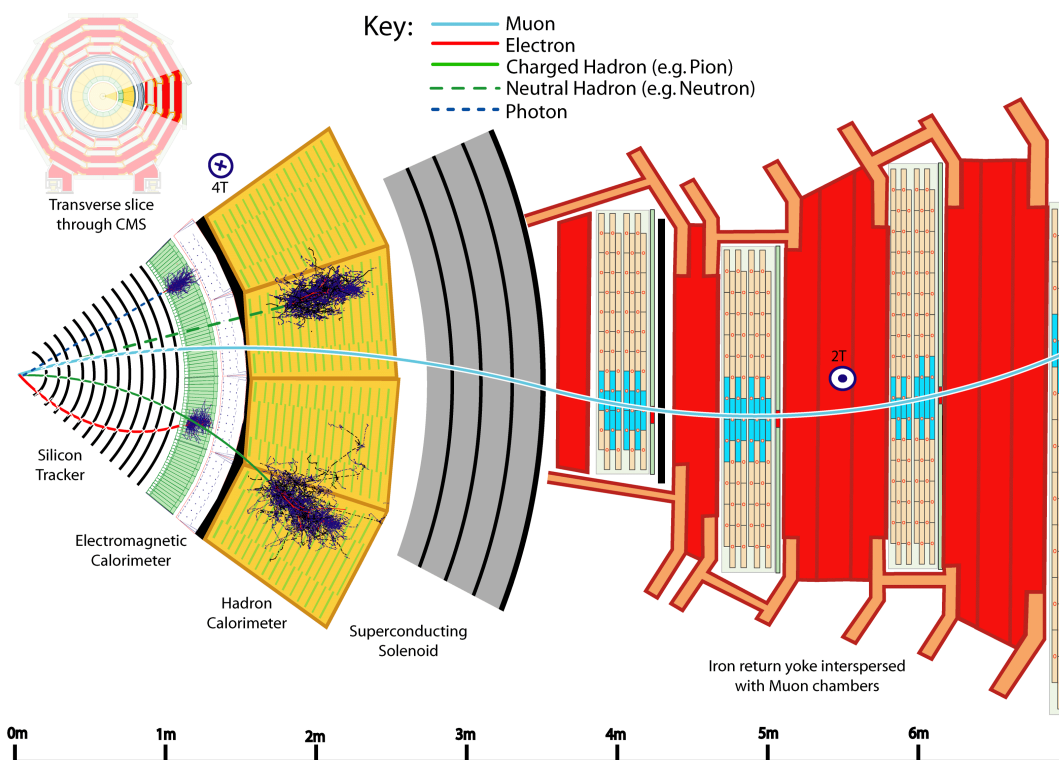 Key:
Muon
Electron
Charged Hadron (e.g. Pion)
Neutral Hadron (e.g. Neutron)
Photon
Transverse slice
through CMS
4T
2T
Silicon
Tracker
Electromagnetic
Calorimeter
Hadron
Calorimeter
Superconducting
Solenoid
Iron return yoke interspersed
with Muon chambers
0m
1m
2m
3m
4m
5m
6m